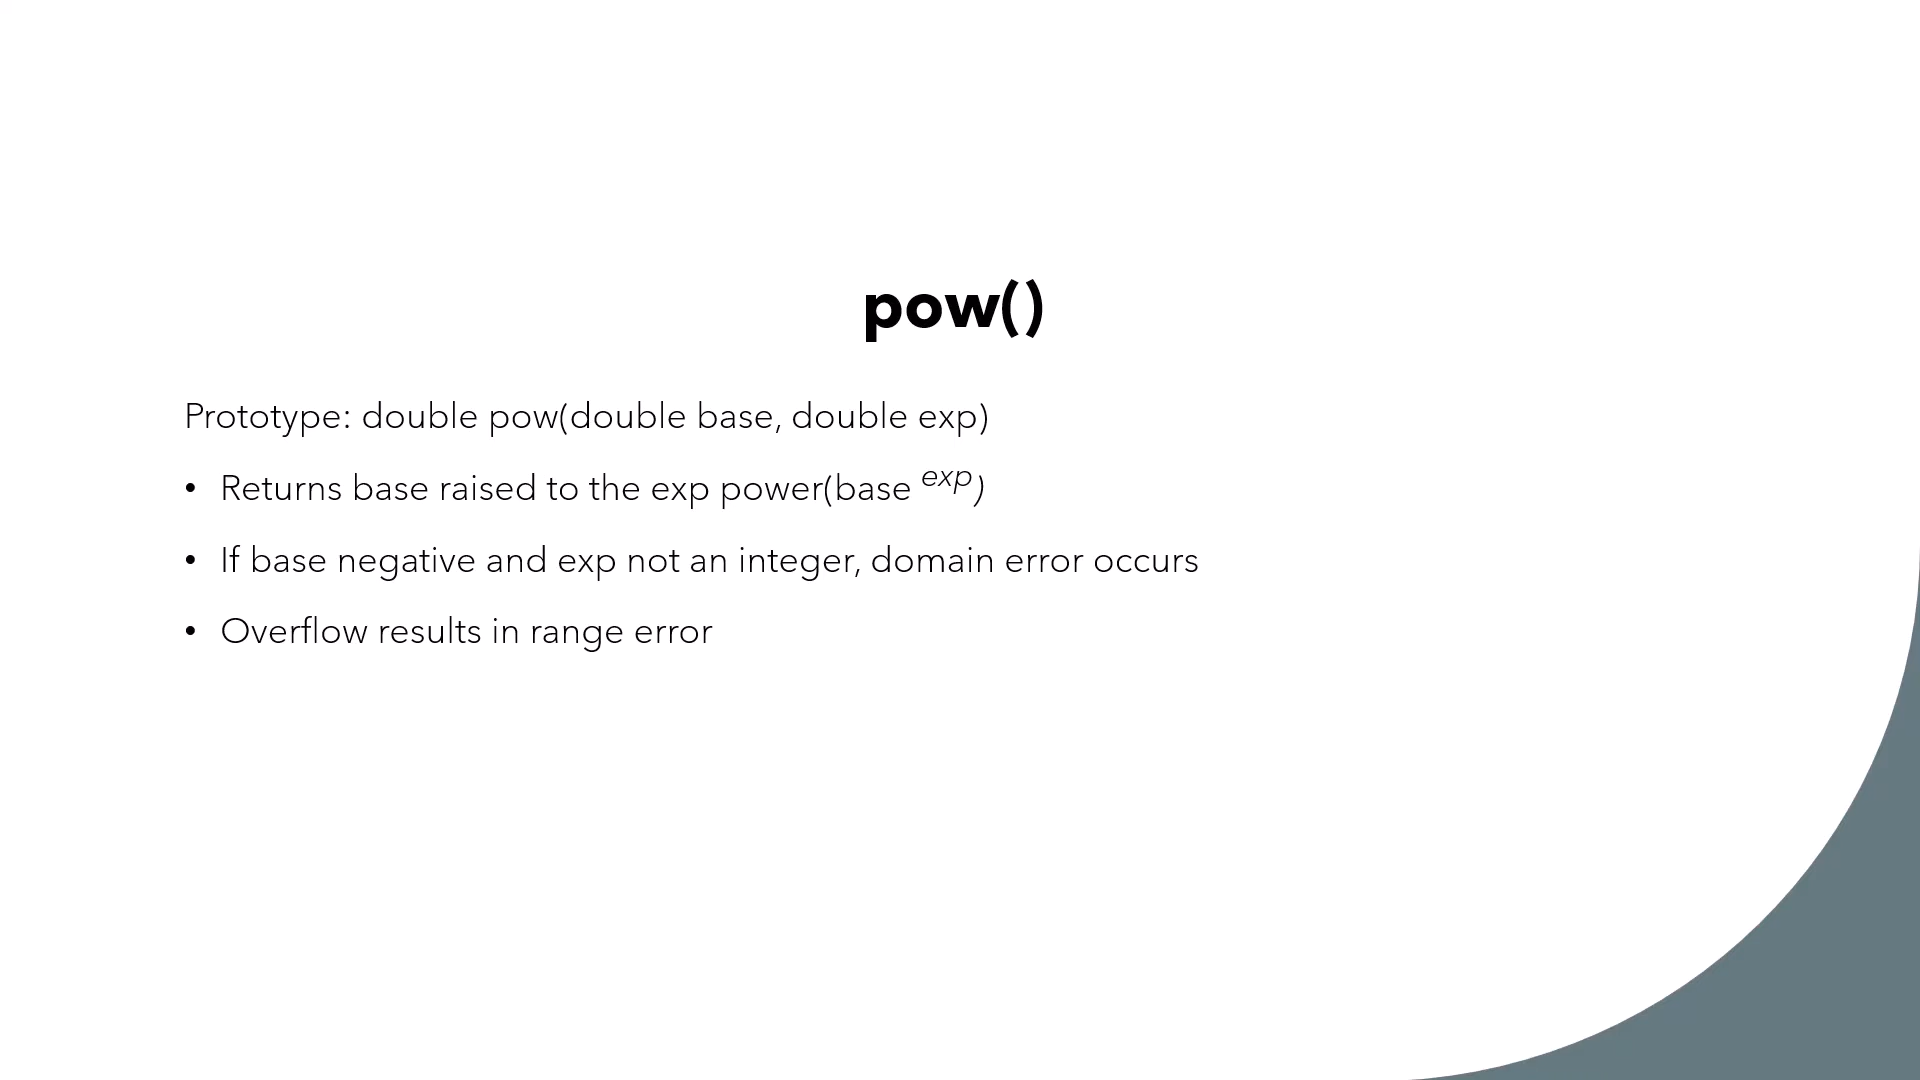 pow()
Prototype: double pow(double base, double exp)
• Returns base raised to the exp power(base exp)
• If base negative and exp not an integer, domain error occurs
• Overflow results in range error